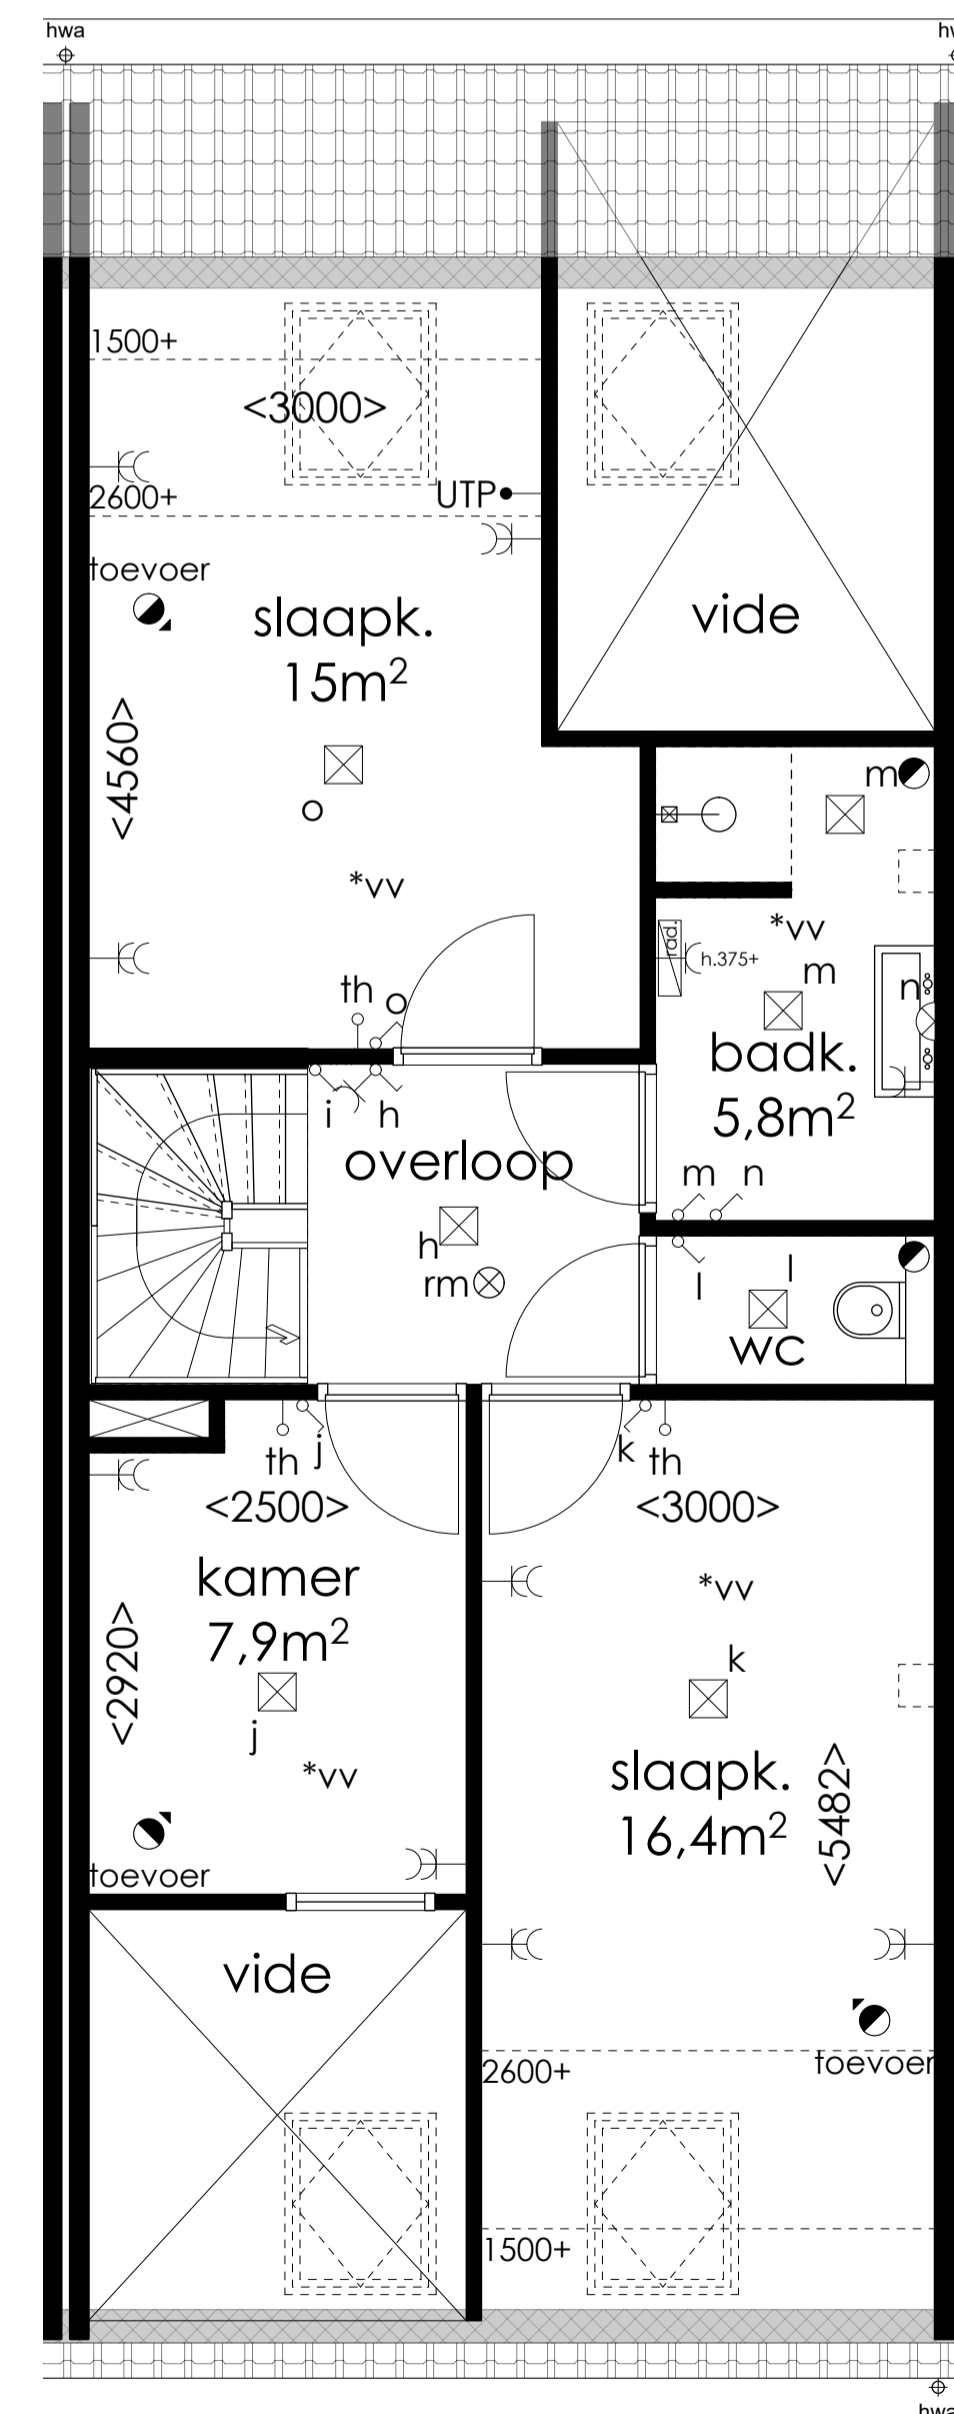 hwa
hw
1500+
<3000>
2600+
UTP
toevoer
slaapk.
15m²
vide
<4560>
o
*vv
m
rad.
h.375+
*vv
m
n
th
o
badk.
5,8m²
i
h
overloop
m
n
h
rm
l
l
wc
th
j
k
th
<2500>
<3000>
kamer
7,9m²
*vv
<2920>
k
j
*vv
slaapk.
16,4m²
<5482>
toevoer
vide
2600+
toevoer
1500+
hwa